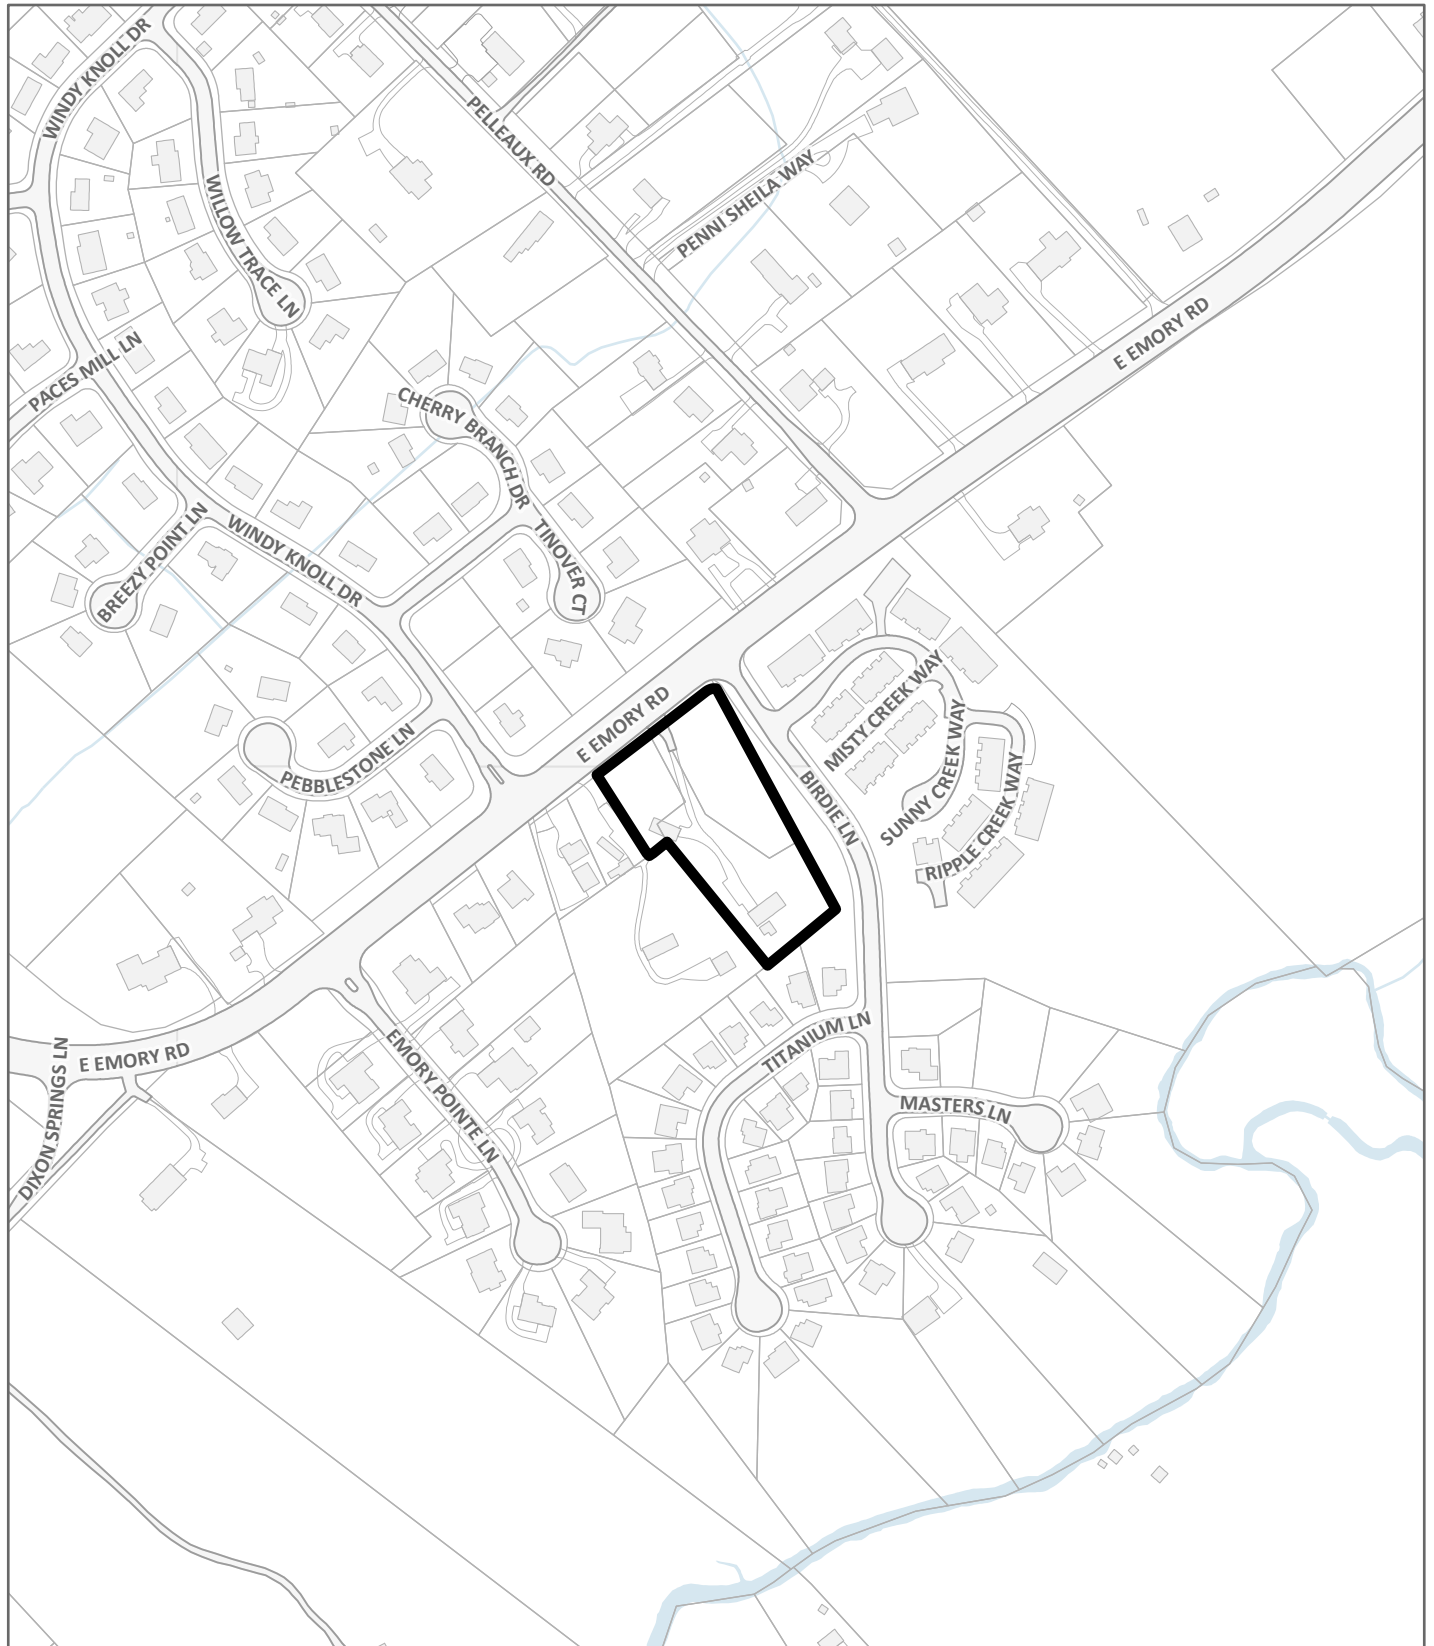 WINDY KNOLL DR
PELLEAUX RD
PENNI SHEILA WAY
WILLOW TRACE LN
E EMORY RD
PACES MILL LN
CHERRY BRANCH DR
TINOVER CT
WINDY KNOLL DR
BREEZY POINT LN
MISTY CREEK WAY
E EMORY RD
PEBBLESTONE LN
SUNNY CREEK WAY
BIRDIE LN
RIPPLE CREEK WAY
TITANIUM LN
E EMORY RD
EMORY POINTE LN
MASTERS LN
DIXON SPRINGS LN